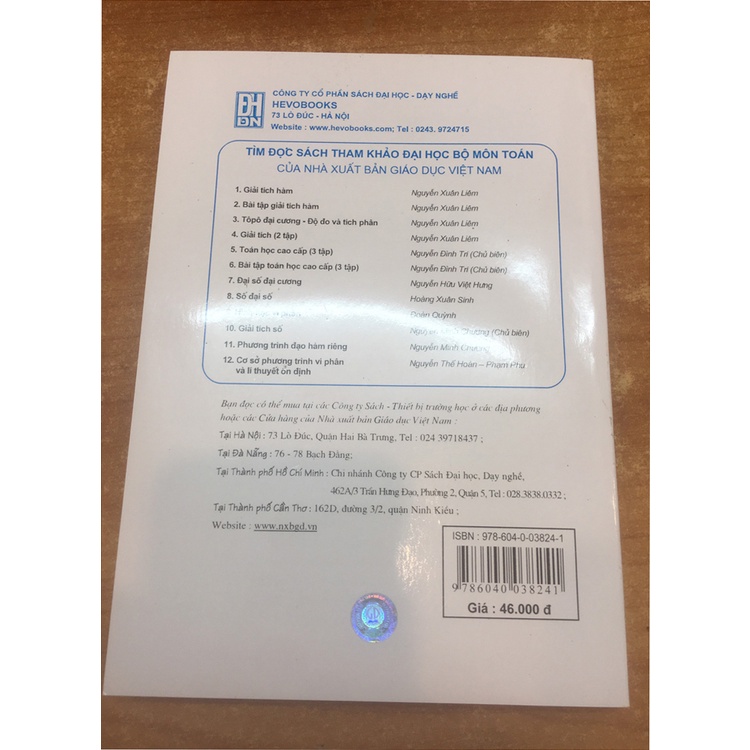 ĐH
ĐN
CÔNG TY CỔ PHẦN SÁCH ĐẠI HỌC - DẠY NGHỀ
HEVOBOOKS
73 LÒ ĐÚC - HÀ NỘI
Website : www.hevobooks.com; Tel : 0243. 9724715
TÌM ĐỌC SÁCH THAM KHẢO ĐẠI HỌC BỘ MÔN TOÁN
CỦA NHÀ XUẤT BẢN GIÁO DỤC VIỆT NAM
1. Giải tích hàm Nguyễn Xuân Liêm
2. Bài tập giải tích hàm Nguyễn Xuân Liêm
3. Tôpô đại cương - Độ đo và tích phân Nguyễn Xuân Liêm
4. Giải tích (2 tập) Nguyễn Xuân Liêm
5. Toán học cao cấp (3 tập) Nguyễn Đình Trí (Chủ biên)
6. Bài tập toán học cao cấp (3 tập) Nguyễn Đình Trí (Chủ biên)
7. Đại số đại cương Nguyễn Hữu Việt Hưng
8. Số đại số Hoàng Xuân Sính
Đoàn Quỳnh
10. Giải tích số Nguyễn Minh Chương (Chủ biên)
11. Phương trình đạo hàm riêng Nguyễn Minh Chương
12. Cơ sở phương trình vi phân Nguyễn Thế Hoàn – Phạm Phu
và lí thuyết ổn định
Bạn đọc có thể mua tại các Công ty Sách - Thiết bị trường học ở các địa phương
hoặc các Cửa hàng của Nhà xuất bản Giáo dục Việt Nam :
Tại Hà Nội : 73 Lò Đúc, Quận Hai Bà Trưng, Tel : 024 39718437 ;
Tại Đà Nẵng : 76 - 78 Bạch Đằng;
Tại Thành phố Hồ Chí Minh : Chi nhánh Công ty CP Sách Đại học, Dạy nghề,
462A/3 Trần Hưng Đạo, Phường 2, Quận 5, Tel : 028.3838.0332 ;
Tại Thành phố Cần Thơ : 162D, đường 3/2, quận Ninh Kiều ;
Website : www.nxbgd.vn
ISBN : 978-604-0-03824-1
9 786040 038241
Giá : 46.000 đ